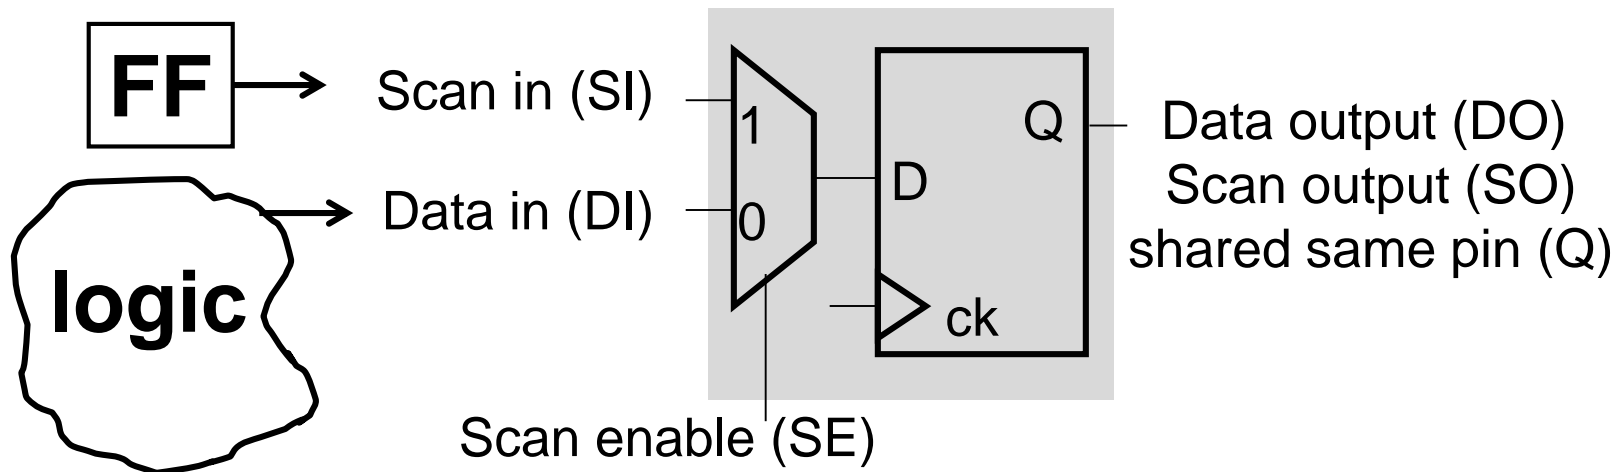 FF
Scan in (SI)
1
Q
Data output (DO)
D
Scan output (SO)
Data in (DI)
0
shared same pin (Q)
logic
ck
Scan enable (SE)